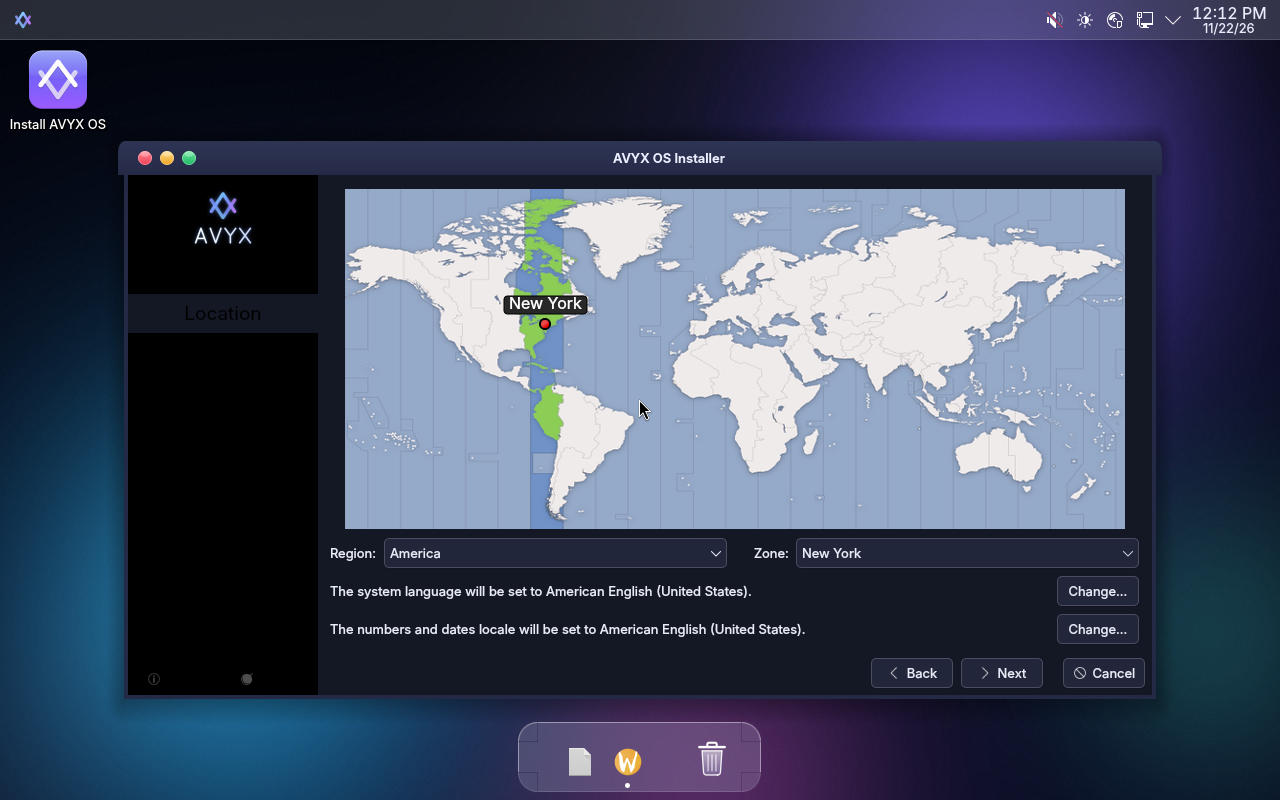 12:12 PM
11/22/26
Install AVYX OS
AVYX OS Installer
AVYX
Location
New York
Region:
America
Zone:
New York
The system language will be set to American English (United States).
Change...
The numbers and dates locale will be set to American English (United States).
Change...
Back
Next
Cancel
W